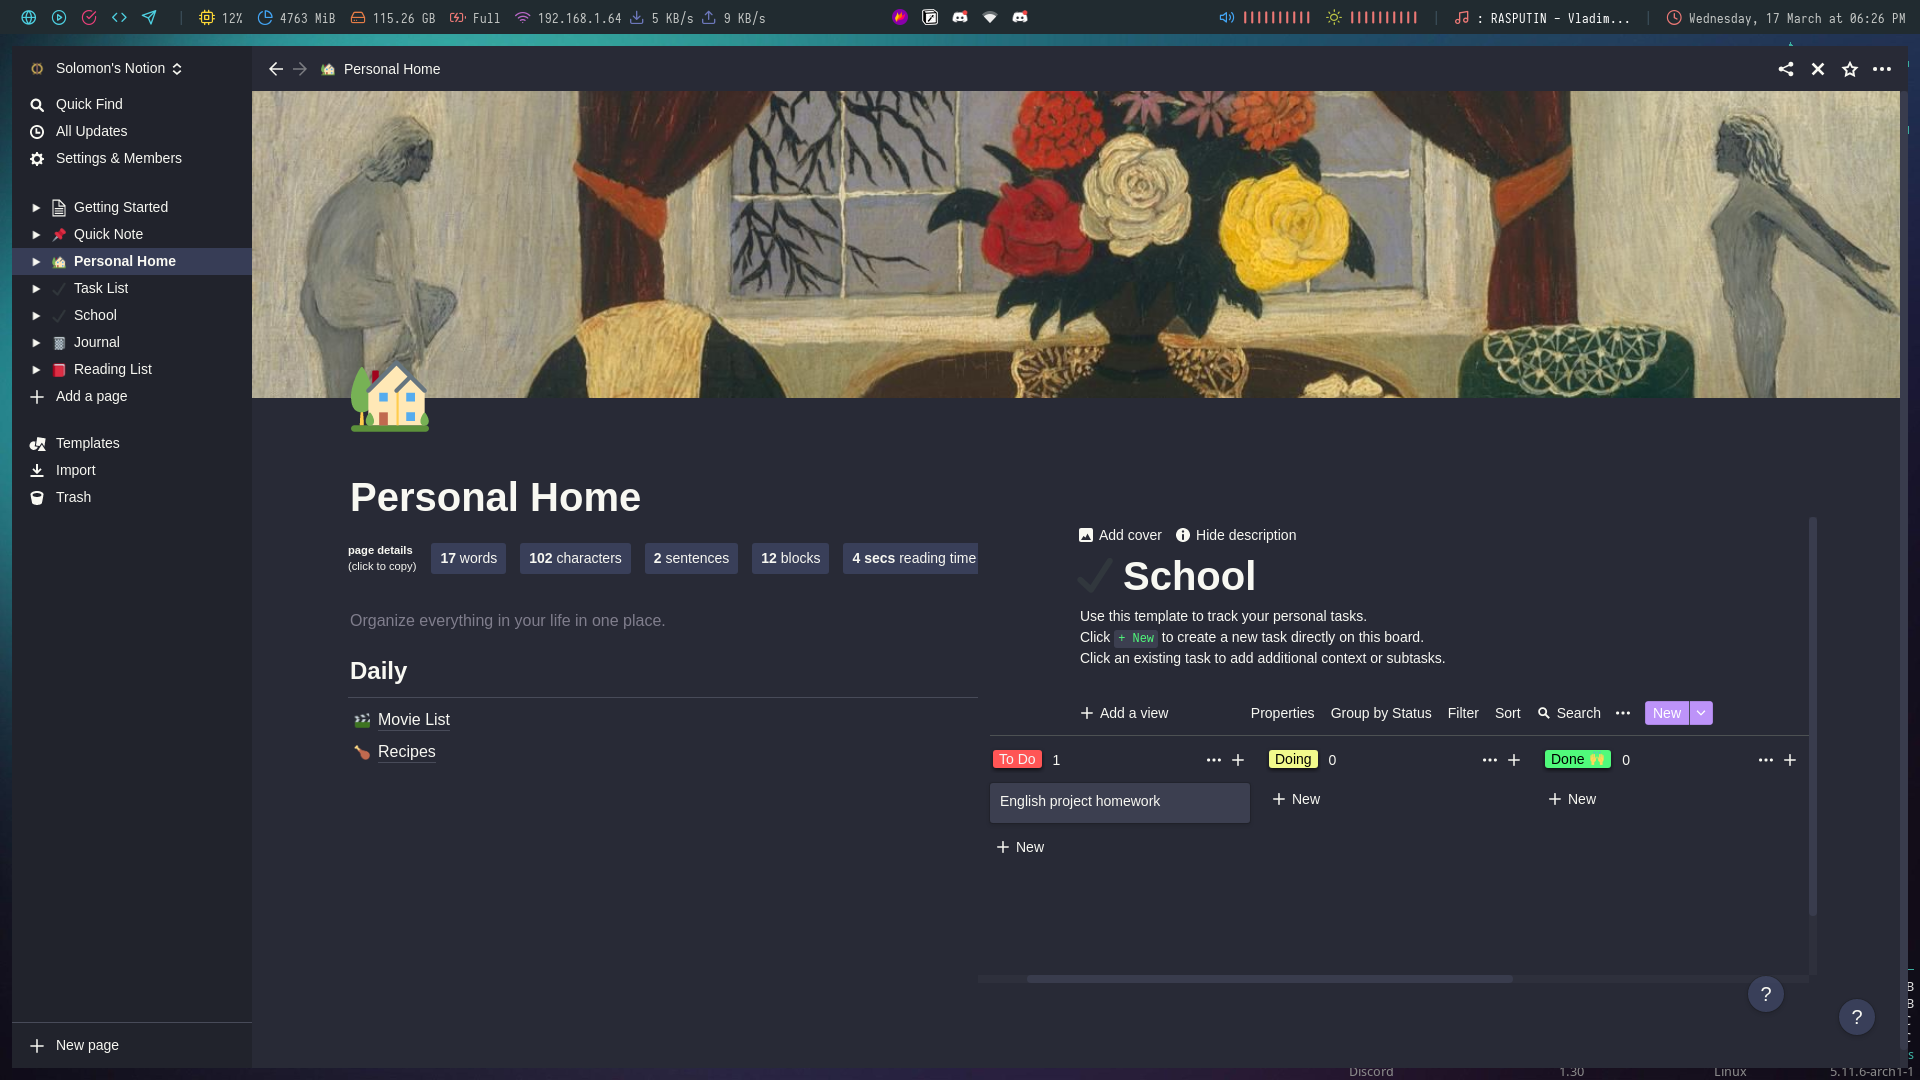 12% 4763 MiB 115.26 GB Full 192.168.1.64 5 KB/s 9 KB/s : RASPUTIN - Vladim... Wednesday, 17 March at 06:26 PM
Solomon's Notion
Personal Home
Quick Find
All Updates
Settings & Members
Getting Started
Quick Note
Personal Home
Task List
School
Journal
Reading List
Add a page
Templates
Import
Trash
New page
Personal Home
page details
(click to copy)
17 words 102 characters 2 sentences 12 blocks 4 secs reading time
Organize everything in your life in one place.
Daily
Movie List
Recipes
Add cover Hide description
School
Use this template to track your personal tasks.
Click + New to create a new task directly on this board.
Click an existing task to add additional context or subtasks.
Add a view Properties Group by Status Filter Sort Search New
To Do 1 Doing 0 Done 🙌 0
English project homework
New
New
New
?
?
Discord 1.30 Linux 5.11.6-arch1-1